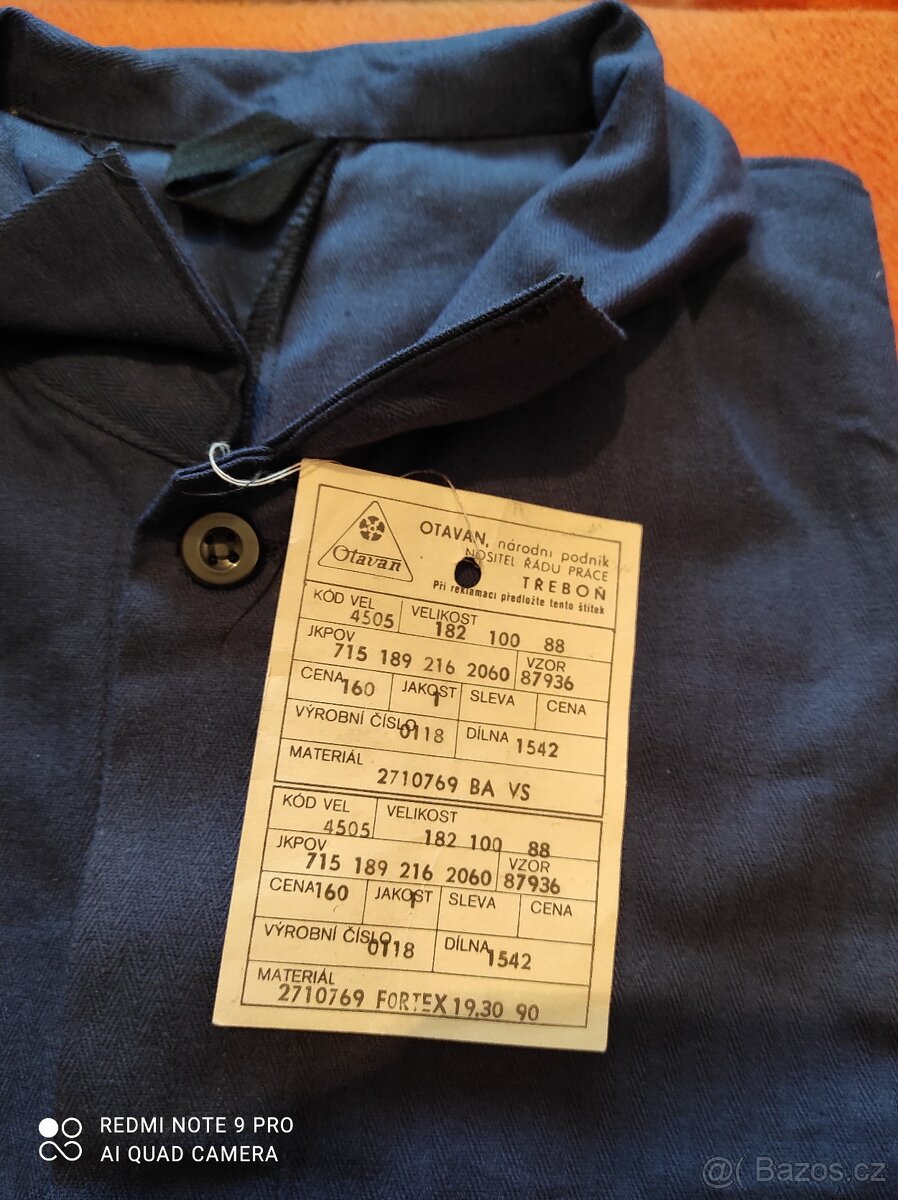 Otavan
OTAVAN, národní podnik
NOSITEL ŘÁDU PRÁCE
TŘEBOŇ
Při reklamaci předložte tento štítek
KÓD VEL 4505 VELIKOST 182 100 88
JKPOV 715 189 216 2060 VZOR 87936
CENA 160 JAKOST 1 SLEVA CENA
VÝROBNÍ ČÍSLO 0118 DÍLNA 1542
MATERIÁL 2710769 BA VS
KÓD VEL 4505 VELIKOST 182 100 88
JKPOV 715 189 216 2060 VZOR 87936
CENA 160 JAKOST 1 SLEVA CENA
VÝROBNÍ ČÍSLO 0118 DÍLNA 1542
MATERIÁL 2710769 FORTEX 19.30 90
REDMI NOTE 9 PRO
AI QUAD CAMERA
@( Bazos.cz